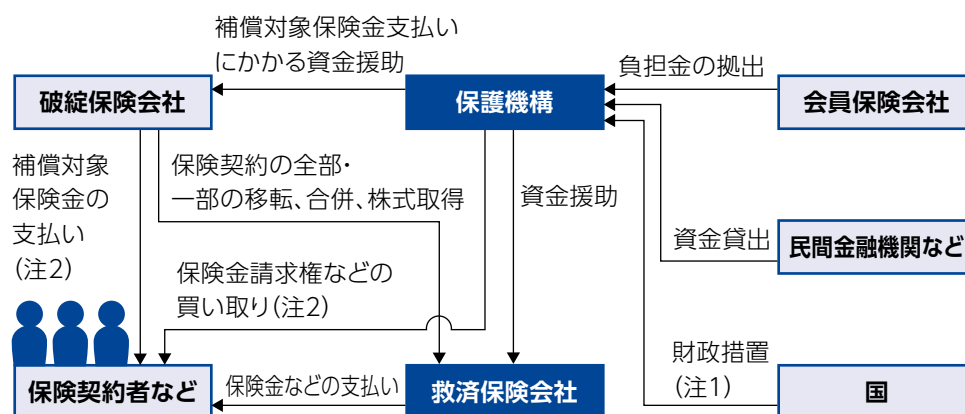 補償対象保険金支払い
にかかる資金援助
負担金の拠出
破綻保険会社
保護機構
会員保険会社
補償対象
保険金の
支払い
(注2)
保険契約の全部・
一部の移転、合併、株式取得
資金援助
資金貸出
民間金融機関など
保険金請求権などの
買い取り(注2)
財政措置
(注1)
保険契約者など
保険金などの支払い
救済保険会社
国